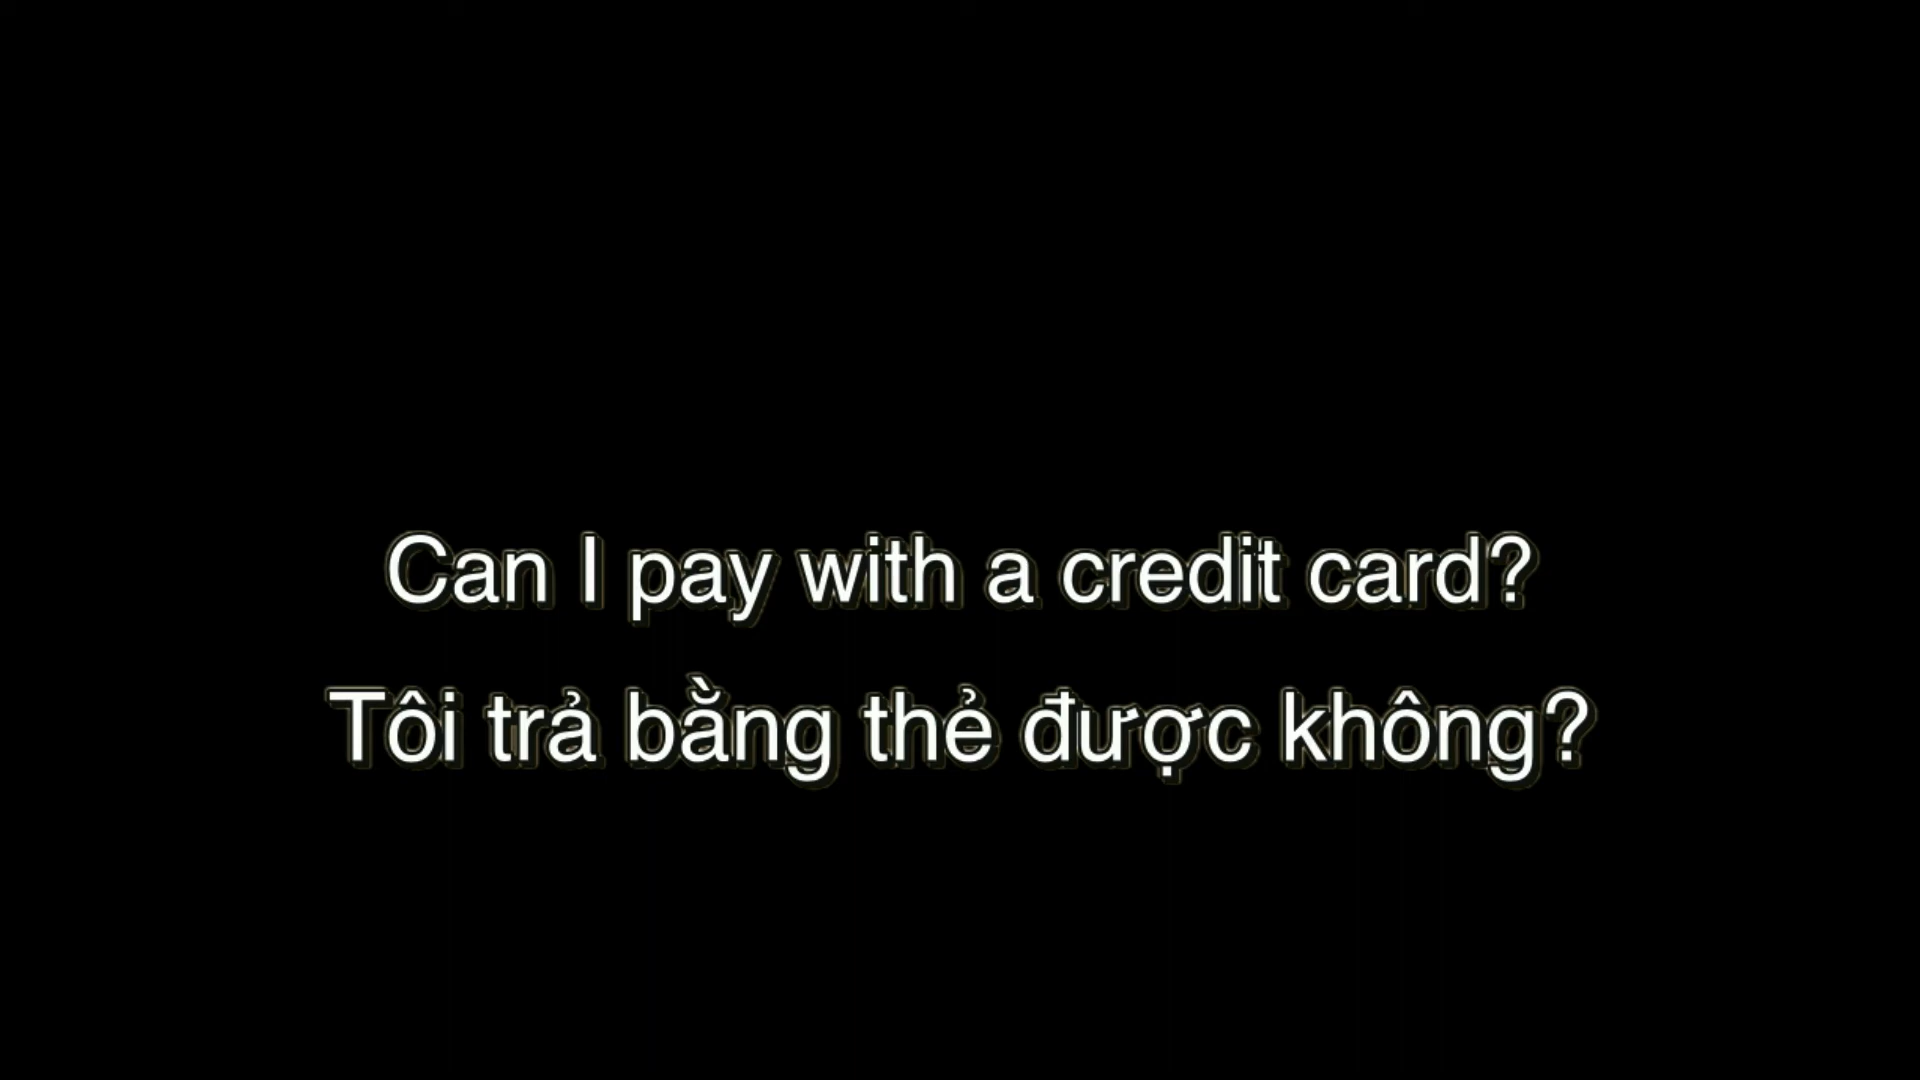 Can I pay with a credit card?
Tôi trả bằng thẻ được không?